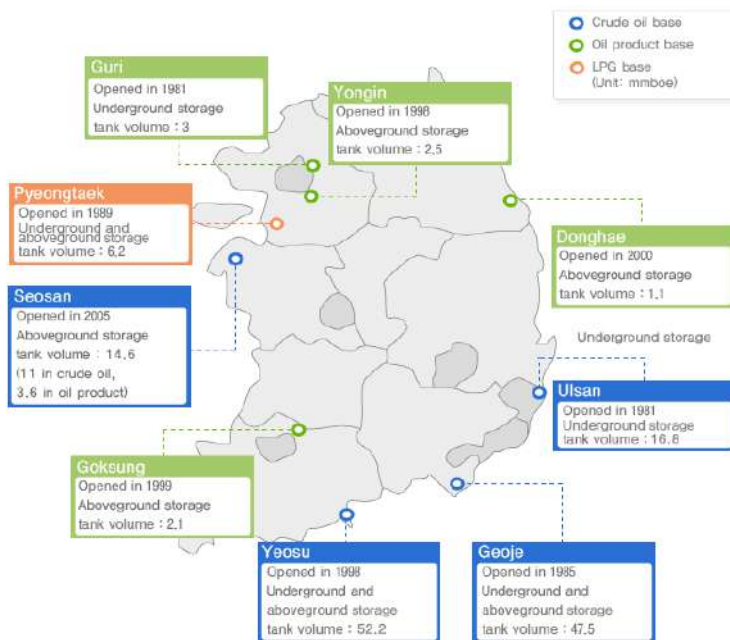 Crude oil base
Oil product base
LPG base
(Unit: mmboe)
Guri
Opened in 1981
Underground storage
tank volume : 3
Yongin
Opened in 1998
Aboveground storage
tank volume : 2.5
Pyeongtaek
Opened in 1989
Underground and
aboveground storage
tank volume : 6.2
Donghae
Opened in 2000
Aboveground storage
tank volume : 1.1
Seosan
Opened in 2005
Aboveground storage
tank volume : 14.6
(11 in crude oil,
3.6 in oil product)
Underground storage
Ulsan
Opened in 1981
Underground storage
tank volume : 16.8
Goksung
Opened in 1999
Aboveground storage
tank volume : 2.1
Yeosu
Opened in 1998
Underground and
aboveground storage
tank volume : 52.2
Geoje
Opened in 1985
Underground and
aboveground storage
tank volume : 47.5